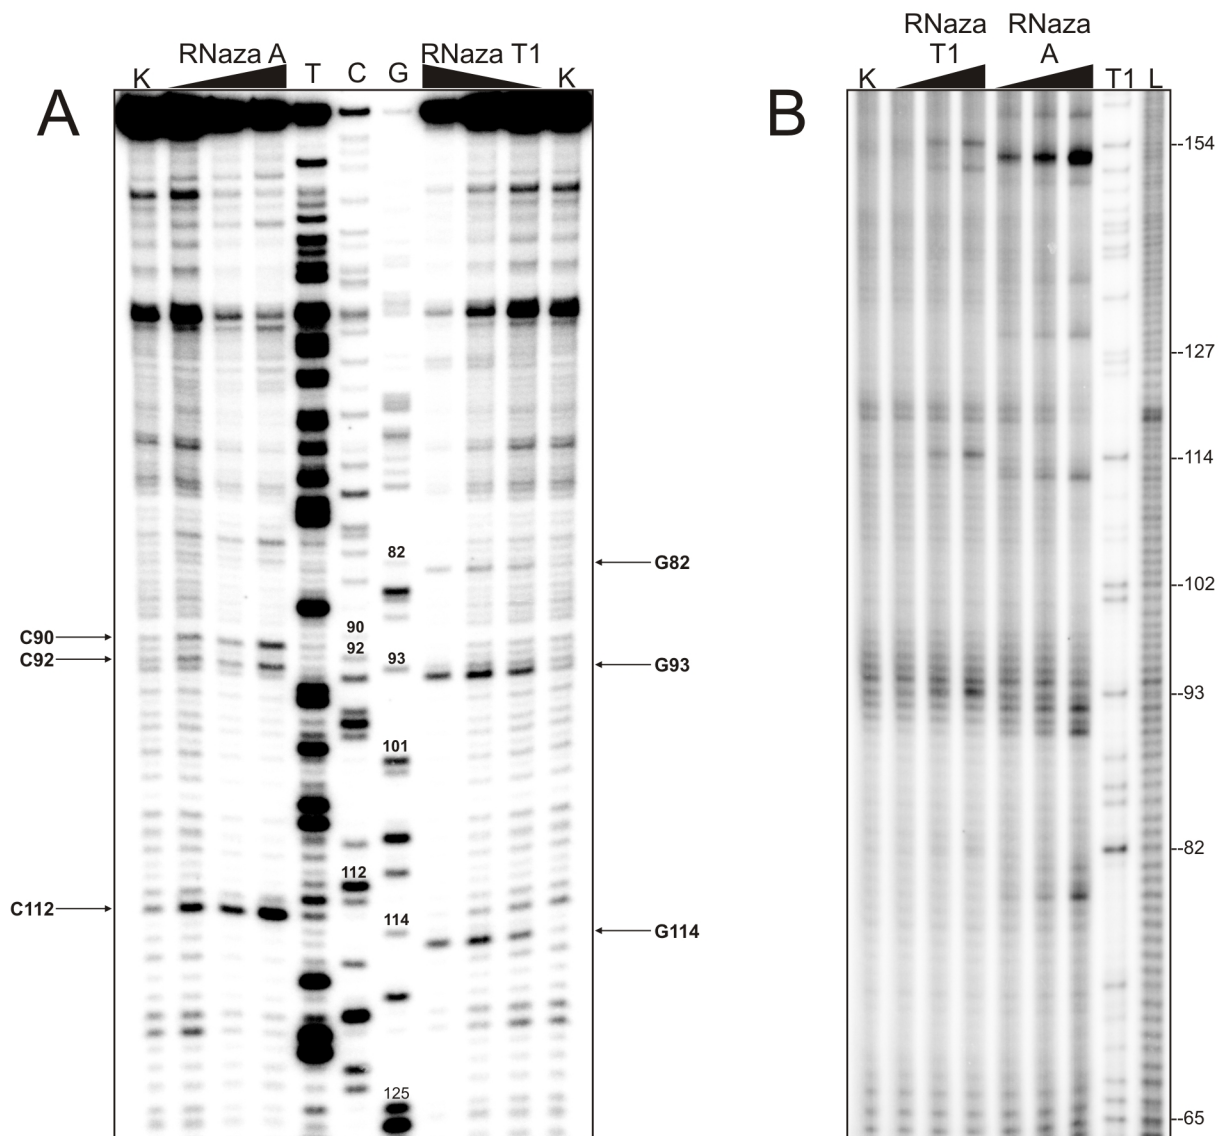 A
K
RNaza A
T
C
G
RNaza T1
K
82
90
92
93
101
112
114
125
C90
C92
C112
G82
G93
G114
B
K
RNaza
T1
RNaza
A
T1
L
--154
--127
--114
--102
--93
--82
--65